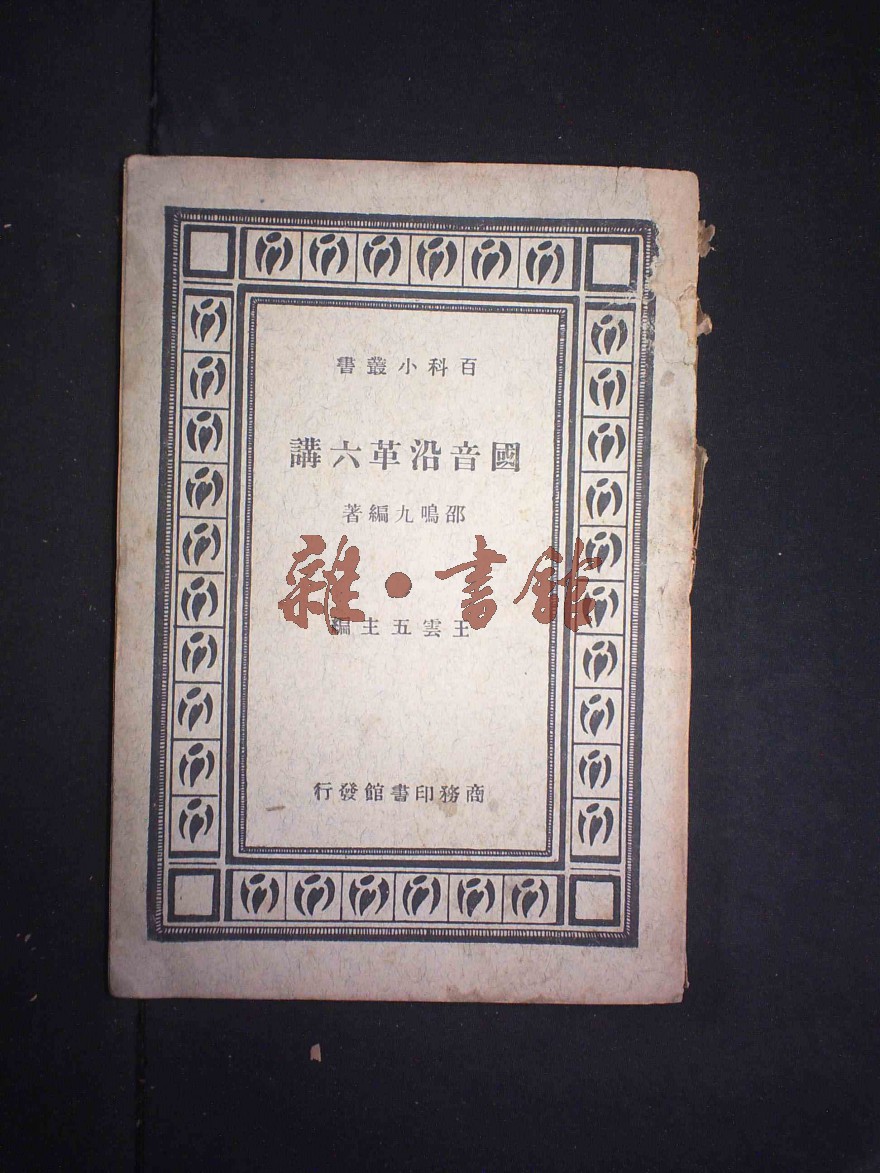 百科小叢書
國音沿革六講
邵鳴九編著
雜·書館
王雲五主編
商務印書館發行